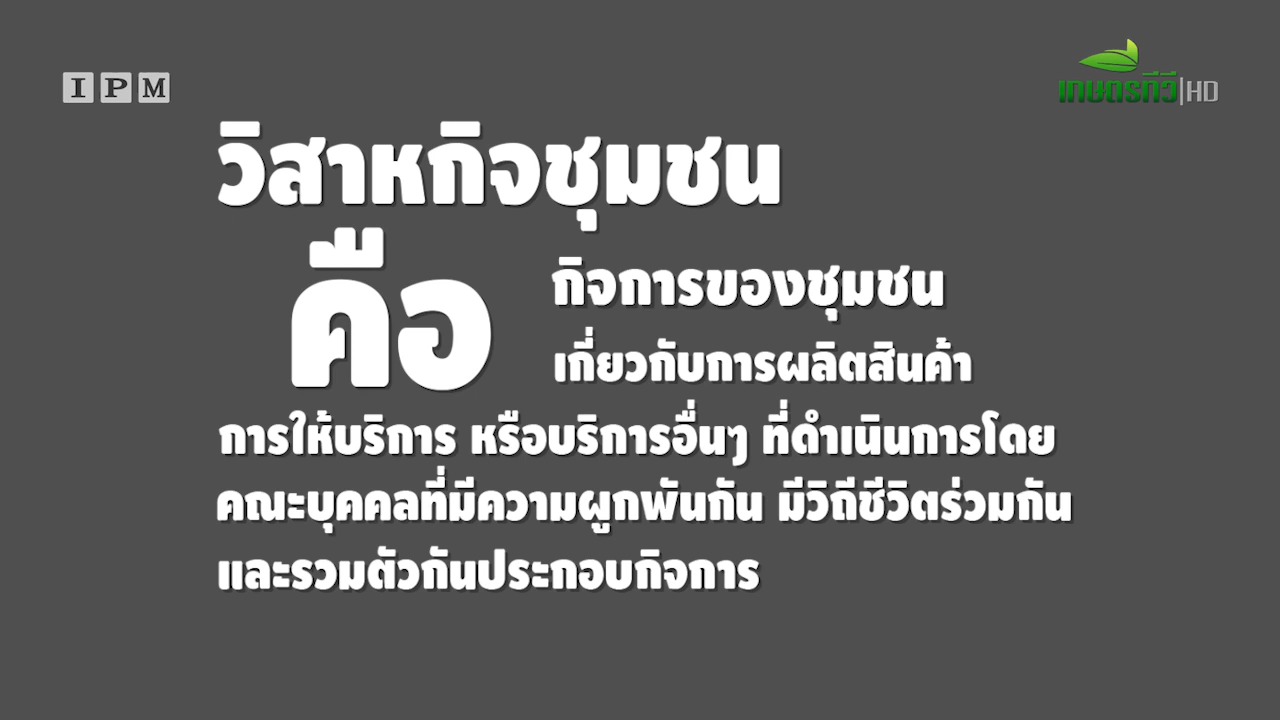 IPM
เกษตรทีวี|HD
วิสาหกิจชุมชน
คือ
กิจการของชุมชน
เกี่ยวกับการผลิตสินค้า
การให้บริการ หรือบริการอื่นๆ ที่ดำเนินการโดย
คณะบุคคลที่มีความผูกพันกัน มีวิถีชีวิตร่วมกัน
และรวมตัวกันประกอบกิจการ